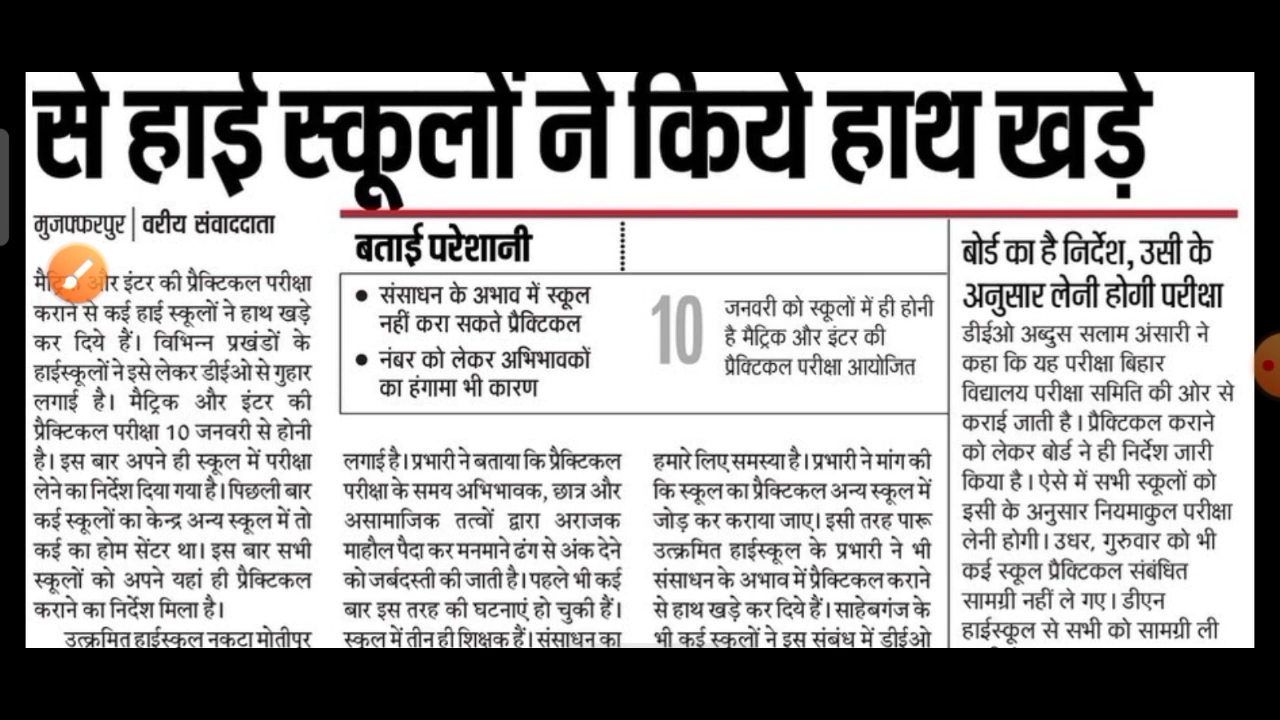 से हाई स्कूलों ने किये हाथ खड़े
मुजफ्फरपुर | वरीय संवाददाता
और इंटर की प्रैक्टिकल परीक्षा
कराने से कई हाई स्कूलों ने हाथ खड़े
कर दिये हैं। विभिन्न प्रखंडों के
हाईस्कूलों ने इसे लेकर डीईओ से गुहार
लगाई है। मैट्रिक और इंटर की
प्रैक्टिकल परीक्षा 10 जनवरी से होनी
है। इस बार अपने ही स्कूल में परीक्षा
लेने का निर्देश दिया गया है। पिछली बार
कई स्कूलों का केन्द्र अन्य स्कूल में तो
कई का होम सेंटर था। इस बार सभी
स्कूलों को अपने यहां ही प्रैक्टिकल
कराने का निर्देश मिला है।
उत्क्रमित हाईस्कूल नकटा मोतीपुर
बताई परेशानी
● संसाधन के अभाव में स्कूल
नहीं करा सकते प्रैक्टिकल
● नंबर को लेकर अभिभावकों
का हंगामा भी कारण
10
जनवरी को स्कूलों में ही होनी
है मैट्रिक और इंटर की
प्रैक्टिकल परीक्षा आयोजित
लगाई है। प्रभारी ने बताया कि प्रैक्टिकल
परीक्षा के समय अभिभावक, छात्र और
असामाजिक तत्वों द्वारा अराजक
माहौल पैदा कर मनमाने ढंग से अंक देने
को जर्बदस्ती की जाती है। पहले भी कई
बार इस तरह की घटनाएं हो चुकी हैं।
स्कूल में तीन ही शिक्षक हैं। संसाधन का
हमारे लिए समस्या है। प्रभारी ने मांग की
कि स्कूल का प्रैक्टिकल अन्य स्कूल में
जोड़ कर कराया जाए। इसी तरह पारू
उत्क्रमित हाईस्कूल के प्रभारी ने भी
संसाधन के अभाव में प्रैक्टिकल कराने
से हाथ खड़े कर दिये हैं। साहेबगंज के
भी कई स्कूलों ने इस संबंध में डीईओ
बोर्ड का है निर्देश, उसी के
अनुसार लेनी होगी परीक्षा
डीईओ अब्दुस सलाम अंसारी ने
कहा कि यह परीक्षा बिहार
विद्यालय परीक्षा समिति की ओर से
कराई जाती है। प्रैक्टिकल कराने
को लेकर बोर्ड ने ही निर्देश जारी
किया है। ऐसे में सभी स्कूलों को
इसी के अनुसार नियमाकुल परीक्षा
लेनी होगी। उधर, गुरुवार को भी
कई स्कूल प्रैक्टिकल संबंधित
सामग्री नहीं ले गए। डीएन
हाईस्कूल से सभी को सामग्री ली